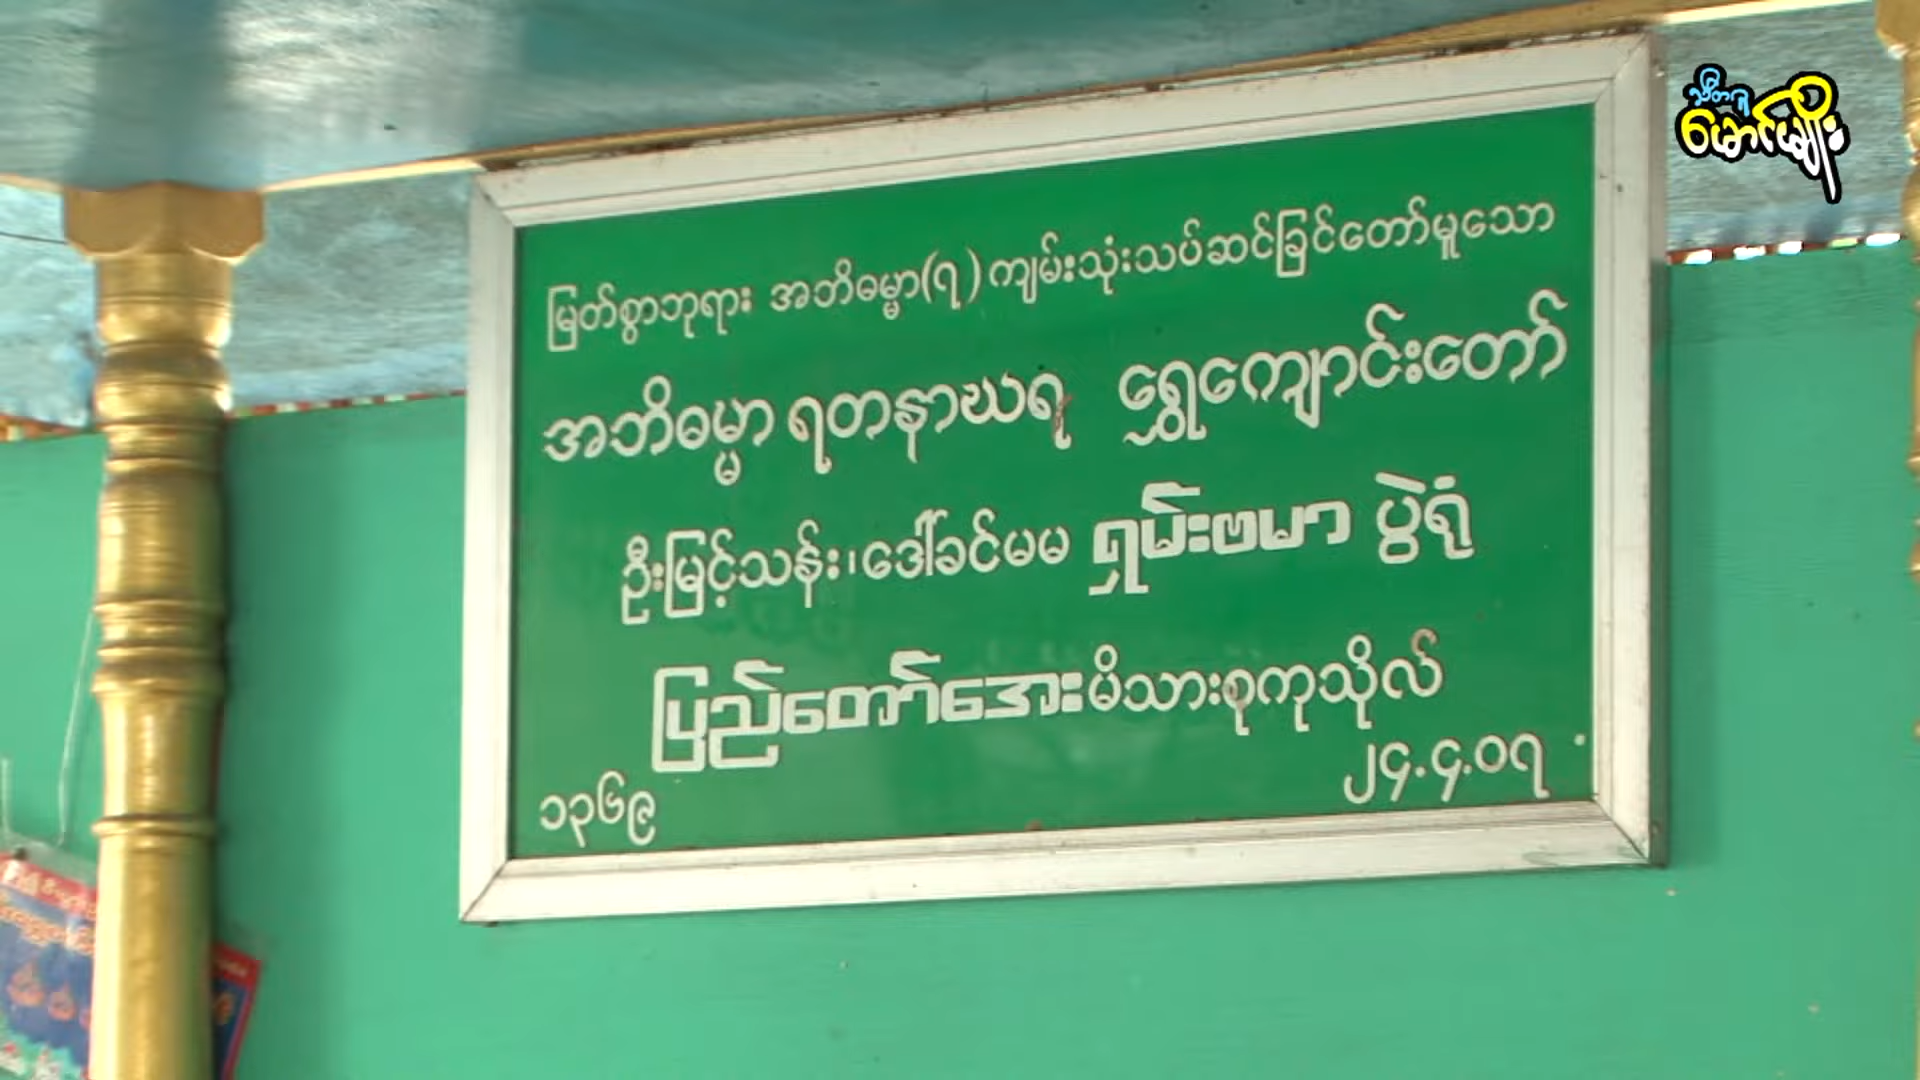 မြတ်စွာဘုရား အဘိဓမ္မာ(၇)ကျမ်းသုံးသပ်ဆင်ခြင်တော်မူသော
အဘိဓမ္မာ ရတနာဃရ ရွှေကျောင်းတော်
ဦးမြင့်သန်း၊ဒေါ်ခင်မမ ရှမ်းဗမာ ပွဲရုံ
ပြည်တော်အေးမိသားစုကုသိုလ်
၁၃၆၉
၂၄.၄.၀၇